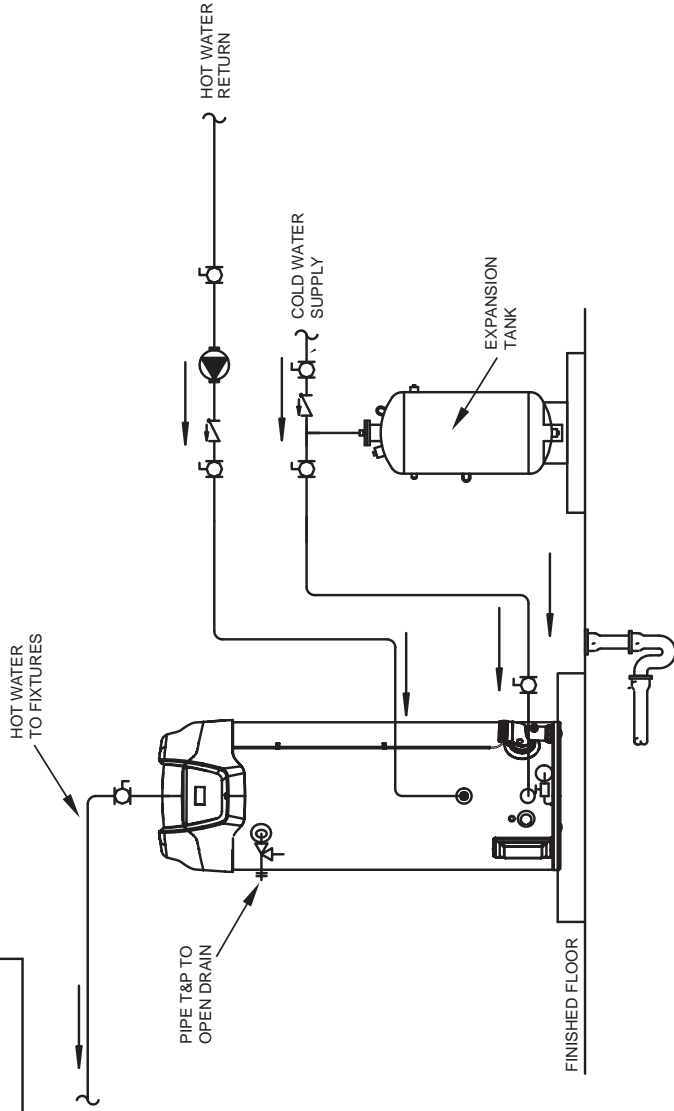 HOT WATER
TO FIXTURES
HOT WATER
RETURN
COLD WATER
SUPPLY
EXPANSION
TANK
PIPE T&P TO
OPEN DRAIN
FINISHED FLOOR